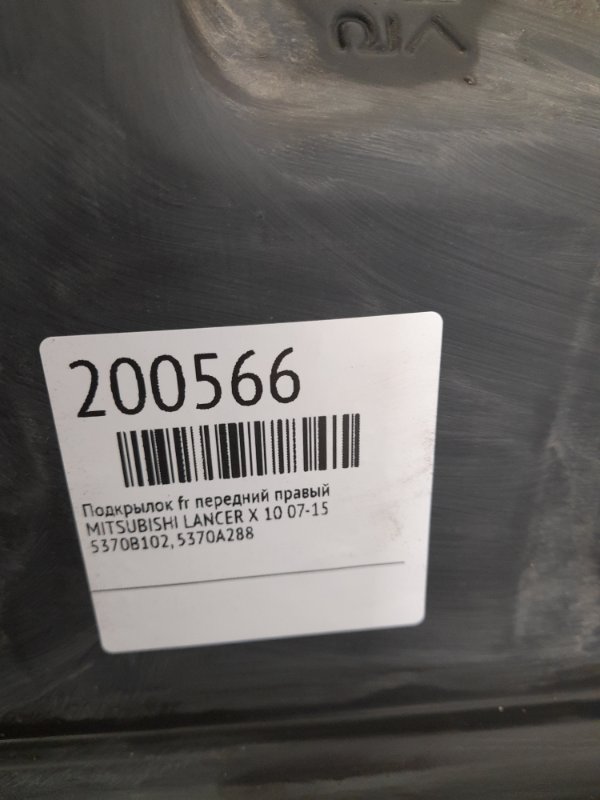 200566
Подкрылок fr передний правый
MITSUBISHI LANCER X 10 07-15
5370B102, 5370A288